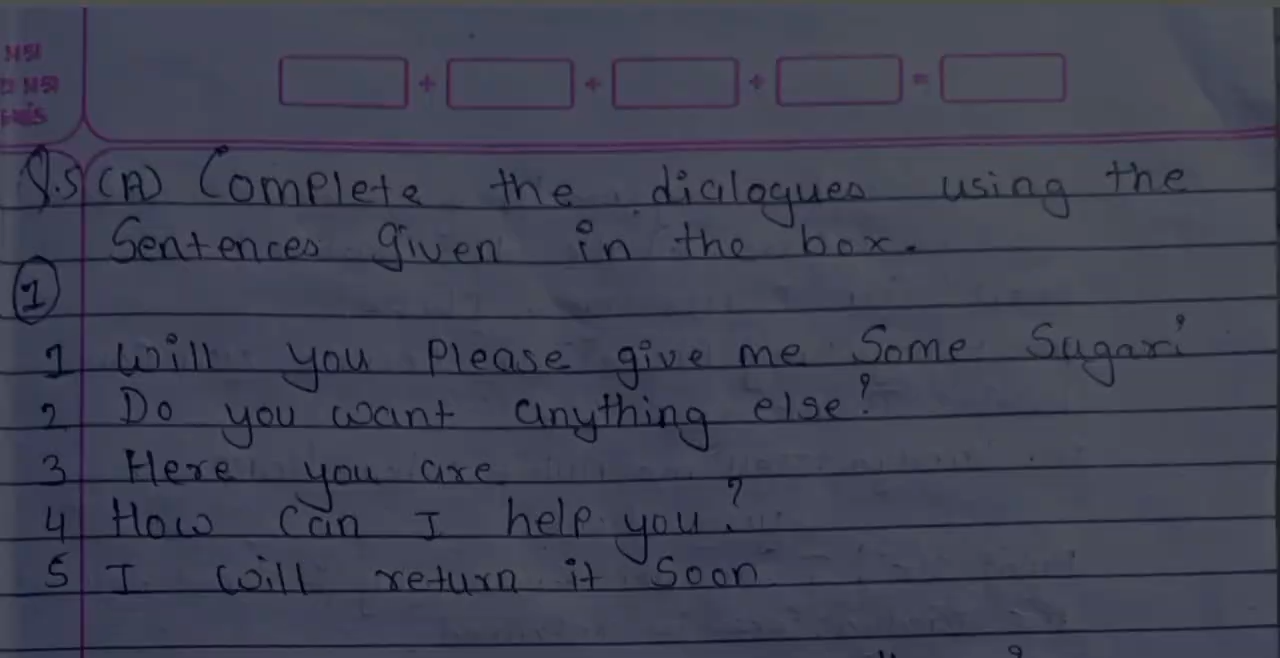 Q.5 (A) Complete the dialogues using the
Sentences given in the box.
1
1 Will you Please give me Some Sugar?
2 Do you want anything else?
3 Here you are
4 How can I help you?
5 I will return it Soon